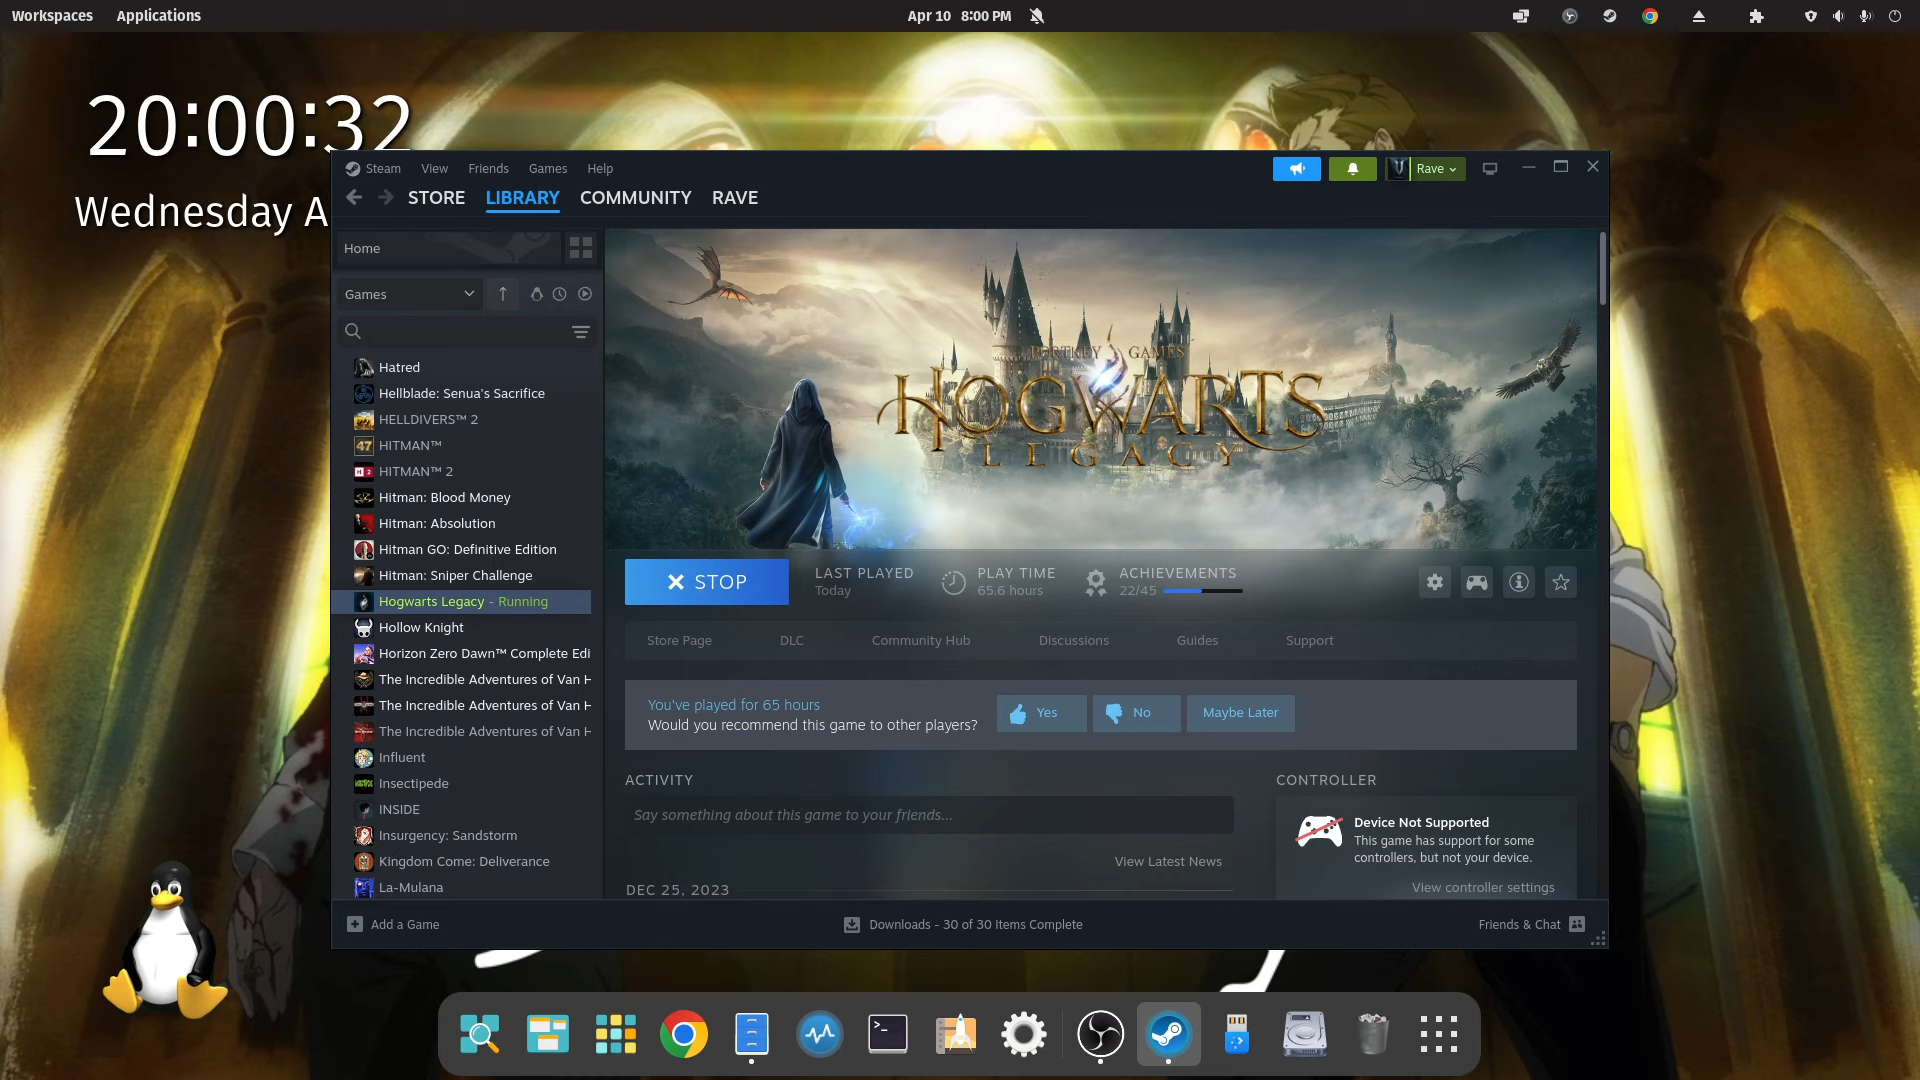 Workspaces Applications Apr 10 8:00 PM
20:00:32
Wednesday A
Steam View Friends Games Help Rave
STORE LIBRARY COMMUNITY RAVE
Home
Games
Hatred
Hellblade: Senua's Sacrifice
HELLDIVERS™ 2
47 HITMAN™
H 2 HITMAN™ 2
Hitman: Blood Money
Hitman: Absolution
Hitman GO: Definitive Edition
Hitman: Sniper Challenge
Hogwarts Legacy - Running
Hollow Knight
Horizon Zero Dawn™ Complete Edi
The Incredible Adventures of Van H
The Incredible Adventures of Van H
The Incredible Adventures of Van H
Influent
Insectipede
INSIDE
Insurgency: Sandstorm
Kingdom Come: Deliverance
La-Mulana
PORTKEY GAMES
HOGWARTS
LEGACY
STOP
LAST PLAYED
Today
PLAY TIME
65.6 hours
ACHIEVEMENTS
22/45
Store Page DLC Community Hub Discussions Guides Support
You've played for 65 hours
Would you recommend this game to other players?
Yes No Maybe Later
ACTIVITY
Say something about this game to your friends...
View Latest News
DEC 25, 2023
CONTROLLER
Device Not Supported
This game has support for some
controllers, but not your device.
View controller settings
Add a Game Downloads - 30 of 30 Items Complete Friends & Chat
>_